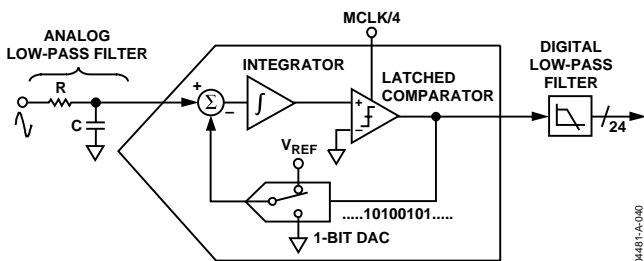 MCLK/4
ANALOG
LOW-PASS FILTER
R
C
+
Σ
–
INTEGRATOR
∫
LATCHED
COMPARATOR
+
–
DIGITAL
LOW-PASS
FILTER
24
VREF
.....10100101.....
1-BIT DAC